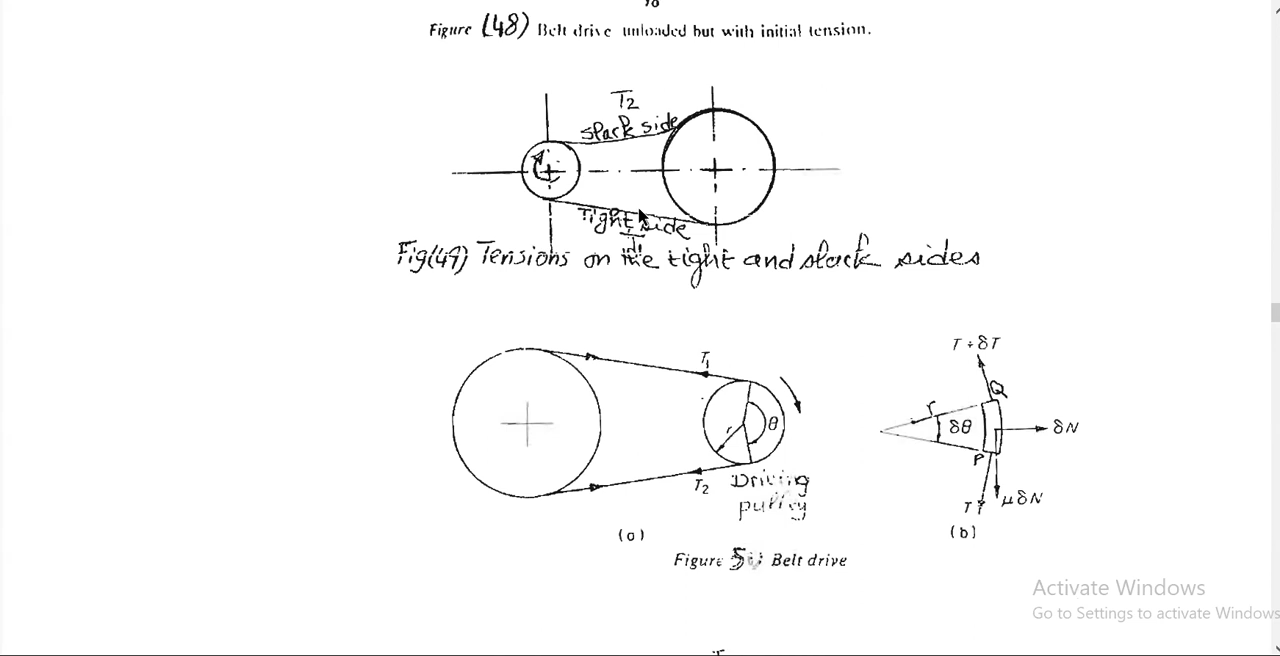 Figure (48) Belt drive unloaded but with initial tension.
T2
slack side
Tight side
Fig(49) Tensions on the tight and slack sides
T1
r
θ
T2
Driving
pulley
(a)
T+δT
Q
r
δθ
δN
P
T
μδN
(b)
Figure Belt drive
Activate Windows
Go to Settings to activate Windows